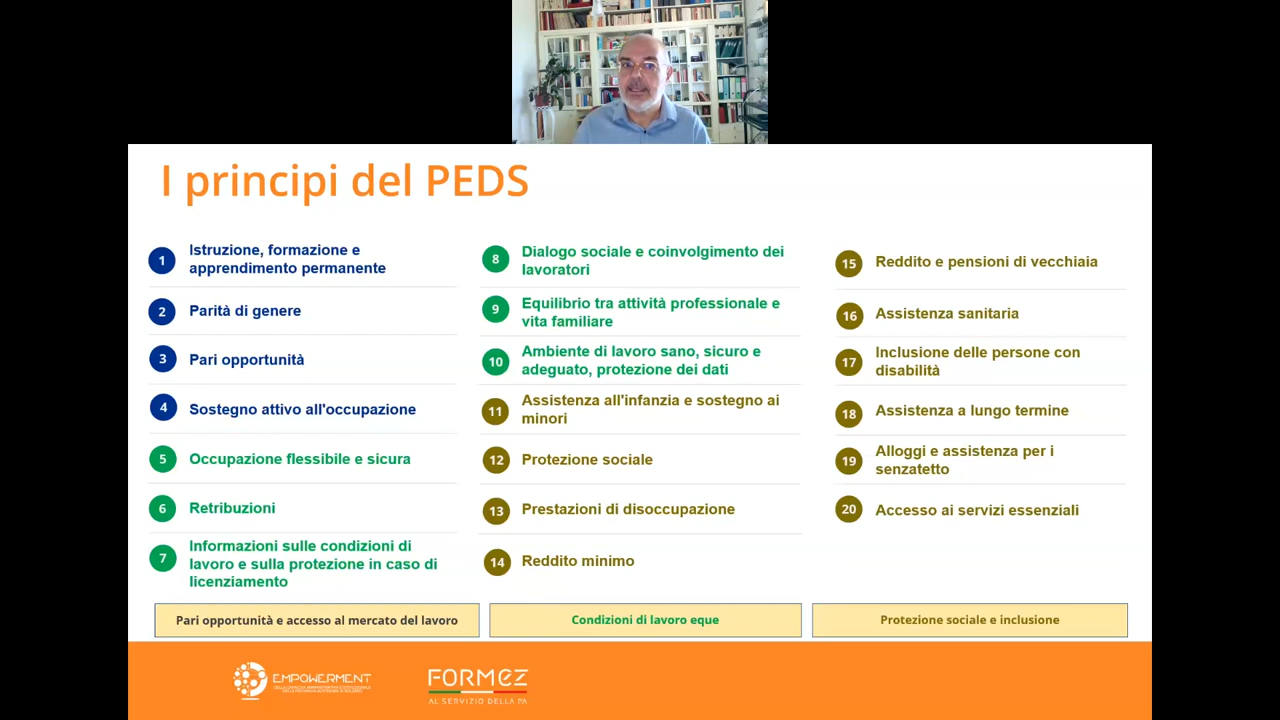 I principi del PEDS
1
Istruzione, formazione e
apprendimento permanente
2
Parità di genere
3
Pari opportunità
4
Sostegno attivo all'occupazione
5
Occupazione flessibile e sicura
6
Retribuzioni
7
Informazioni sulle condizioni di
lavoro e sulla protezione in caso di
licenziamento
8
Dialogo sociale e coinvolgimento dei
lavoratori
9
Equilibrio tra attività professionale e
vita familiare
10
Ambiente di lavoro sano, sicuro e
adeguato, protezione dei dati
11
Assistenza all'infanzia e sostegno ai
minori
12
Protezione sociale
13
Prestazioni di disoccupazione
14
Reddito minimo
15
Reddito e pensioni di vecchiaia
16
Assistenza sanitaria
17
Inclusione delle persone con
disabilità
18
Assistenza a lungo termine
19
Alloggi e assistenza per i
senzatetto
20
Accesso ai servizi essenziali
Pari opportunità e accesso al mercato del lavoro
Condizioni di lavoro eque
Protezione sociale e inclusione
EMPOWERMENT
FORMEZ
AL SERVIZIO DELLA PA